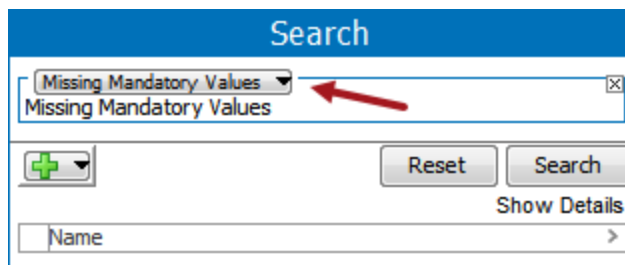 Search
Missing Mandatory Values
Missing Mandatory Values
Reset Search
Show Details
Name